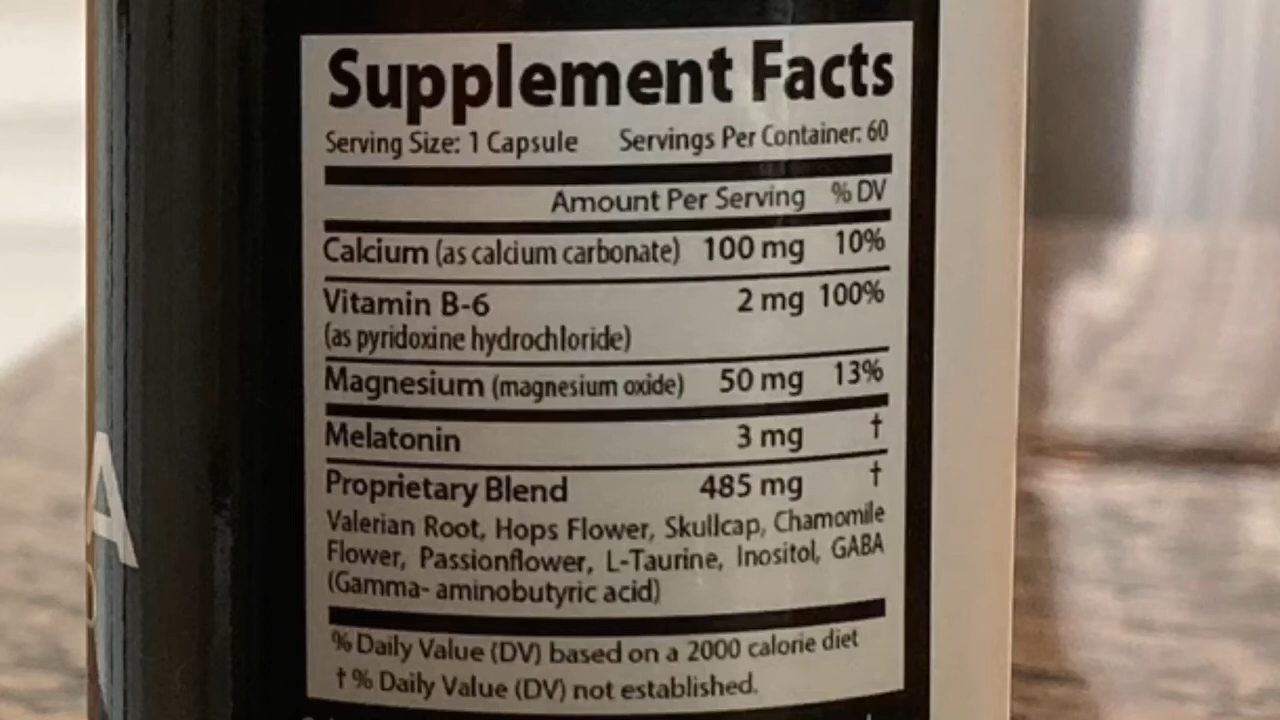 Supplement Facts
Serving Size: 1 Capsule Servings Per Container: 60
Amount Per Serving % DV
Calcium (as calcium carbonate) 100 mg 10%
Vitamin B-6 2 mg 100%
(as pyridoxine hydrochloride)
Magnesium (magnesium oxide) 50 mg 13%
Melatonin 3 mg †
Proprietary Blend 485 mg †
Valerian Root, Hops Flower, Skullcap, Chamomile
Flower, Passionflower, L-Taurine, Inositol, GABA
(Gamma- aminobutyric acid)
% Daily Value (DV) based on a 2000 calorie diet
† % Daily Value (DV) not established.
A